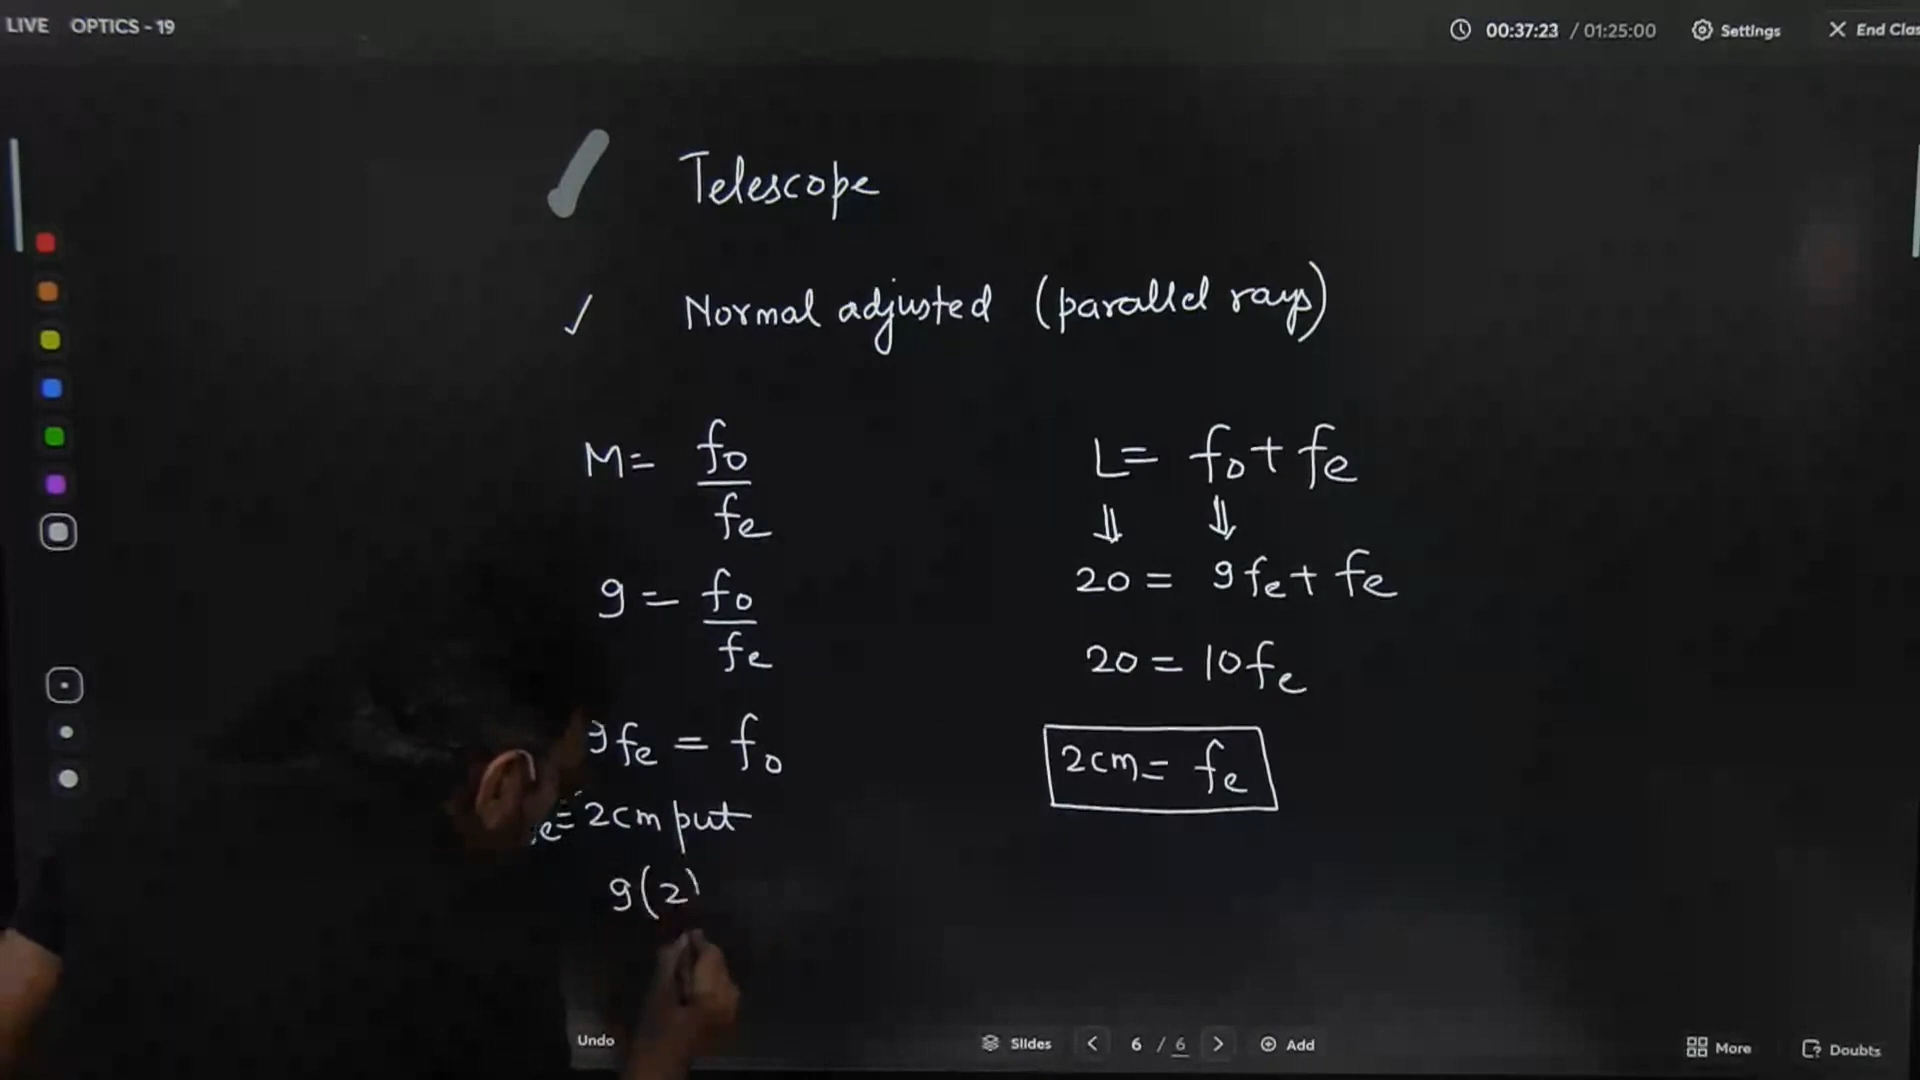 LIVE OPTICS - 19
00:37:23 / 01:25:00 Settings End Clas
Telescope
Normal adjusted (parallel rays)
M = fo/fe
L = fo + fe
⇓ ⇓
9 = fo/fe
20 = 9fe + fe
20 = 10fe
9fe = fo
2cm = fe
e = 2cm put
9(2)
Undo Slides 6 / 6 Add More Doubts